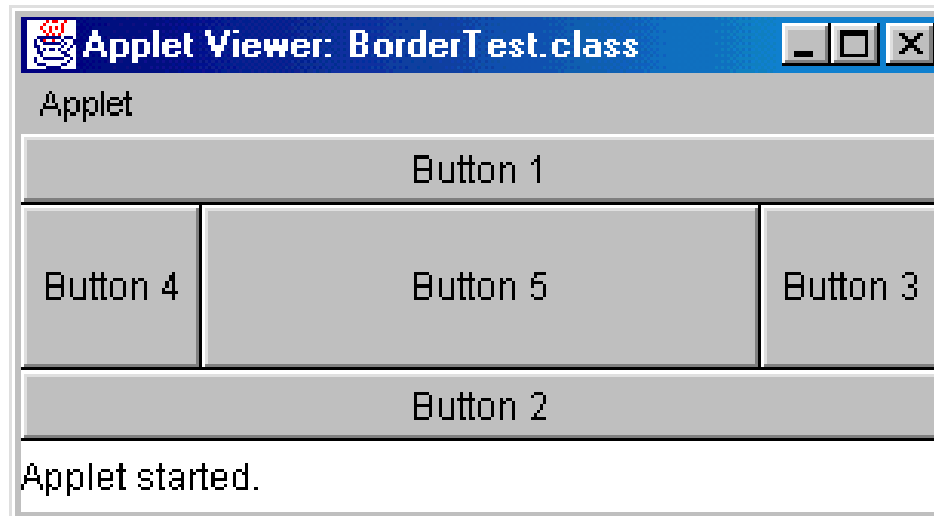 Applet Viewer: BorderTest.class
Applet
Button 1
Button 4 Button 5 Button 3
Button 2
Applet started.